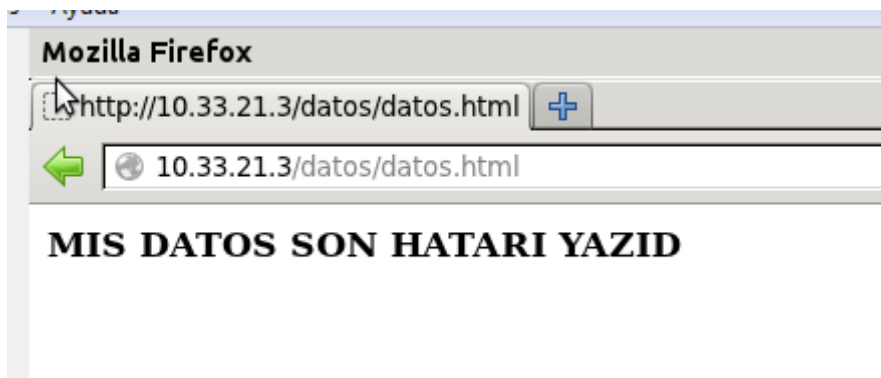 Mozilla Firefox
http://10.33.21.3/datos/datos.html
10.33.21.3/datos/datos.html
MIS DATOS SON HATARI YAZID